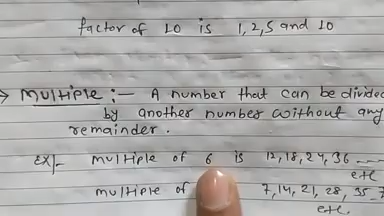 factor of 10 is 1, 2, 5 and 10
→ Multiple :- A number that can be divided
by another number without any
remainder.
Ex)- multiple of 6 is 12, 18, 24, 36 ---
etc
multiple of 7, 14, 21, 28, 35,
etc.